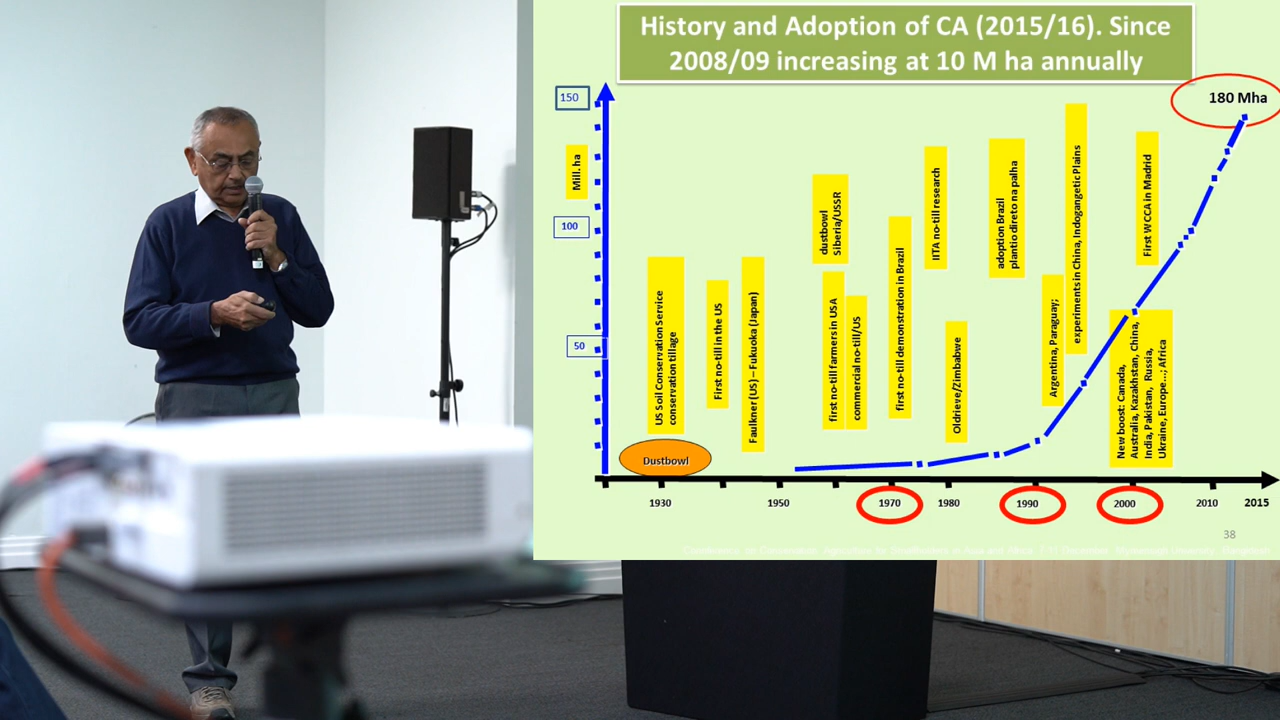 History and Adoption of CA (2015/16). Since
2008/09 increasing at 10 M ha annually
180 Mha
150
Mill. ha
100
50
US Soil Conservation Service
conservation tillage
First no-till in the US
Faulkner (US) – Fukuoka (Japan)
dustbowl
Siberia/USSR
first no-till farmers in USA
commercial no-till/US
first no-till demonstration in Brazil
IITA no-till research
Oldrieve/Zimbabwe
adoption Brazil
plantio direto na palha
Argentina, Paraguay;
experiments in China, Indogangetic Plains
First WCCA in Madrid
New boost: Canada,
Australia, Kazakhstan, China,
India, Pakistan, Russia,
Ukraine, Europe...; Africa
Dustbowl
1930
1950
1970
1980
1990
2000
2010
2015
38